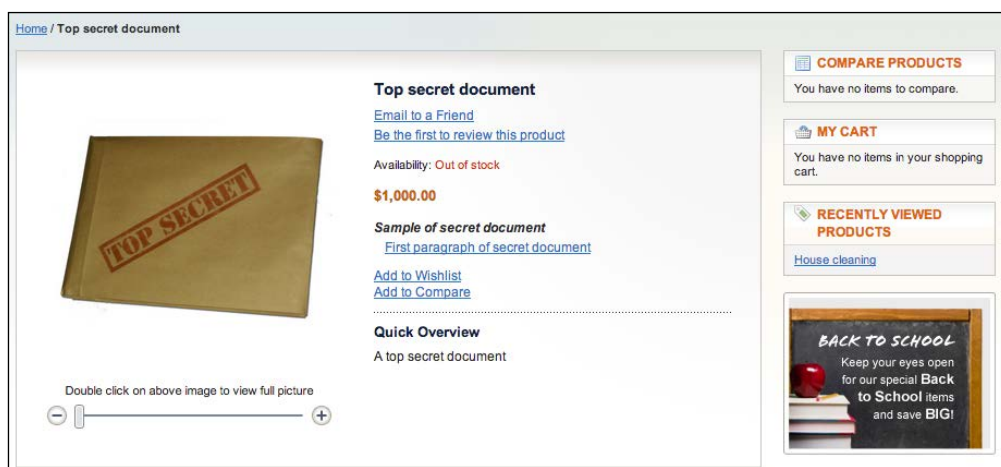 Home / Top secret document
Top secret document
Email to a Friend
Be the first to review this product
Availability: Out of stock
$1,000.00
Sample of secret document
First paragraph of secret document
Add to Wishlist
Add to Compare
Quick Overview
A top secret document
TOP SECRET
Double click on above image to view full picture
COMPARE PRODUCTS
You have no items to compare.
MY CART
You have no items in your shopping
cart.
RECENTLY VIEWED
PRODUCTS
House cleaning
BACK TO SCHOOL
Keep your eyes open
for our special Back
to School items
and save BIG!